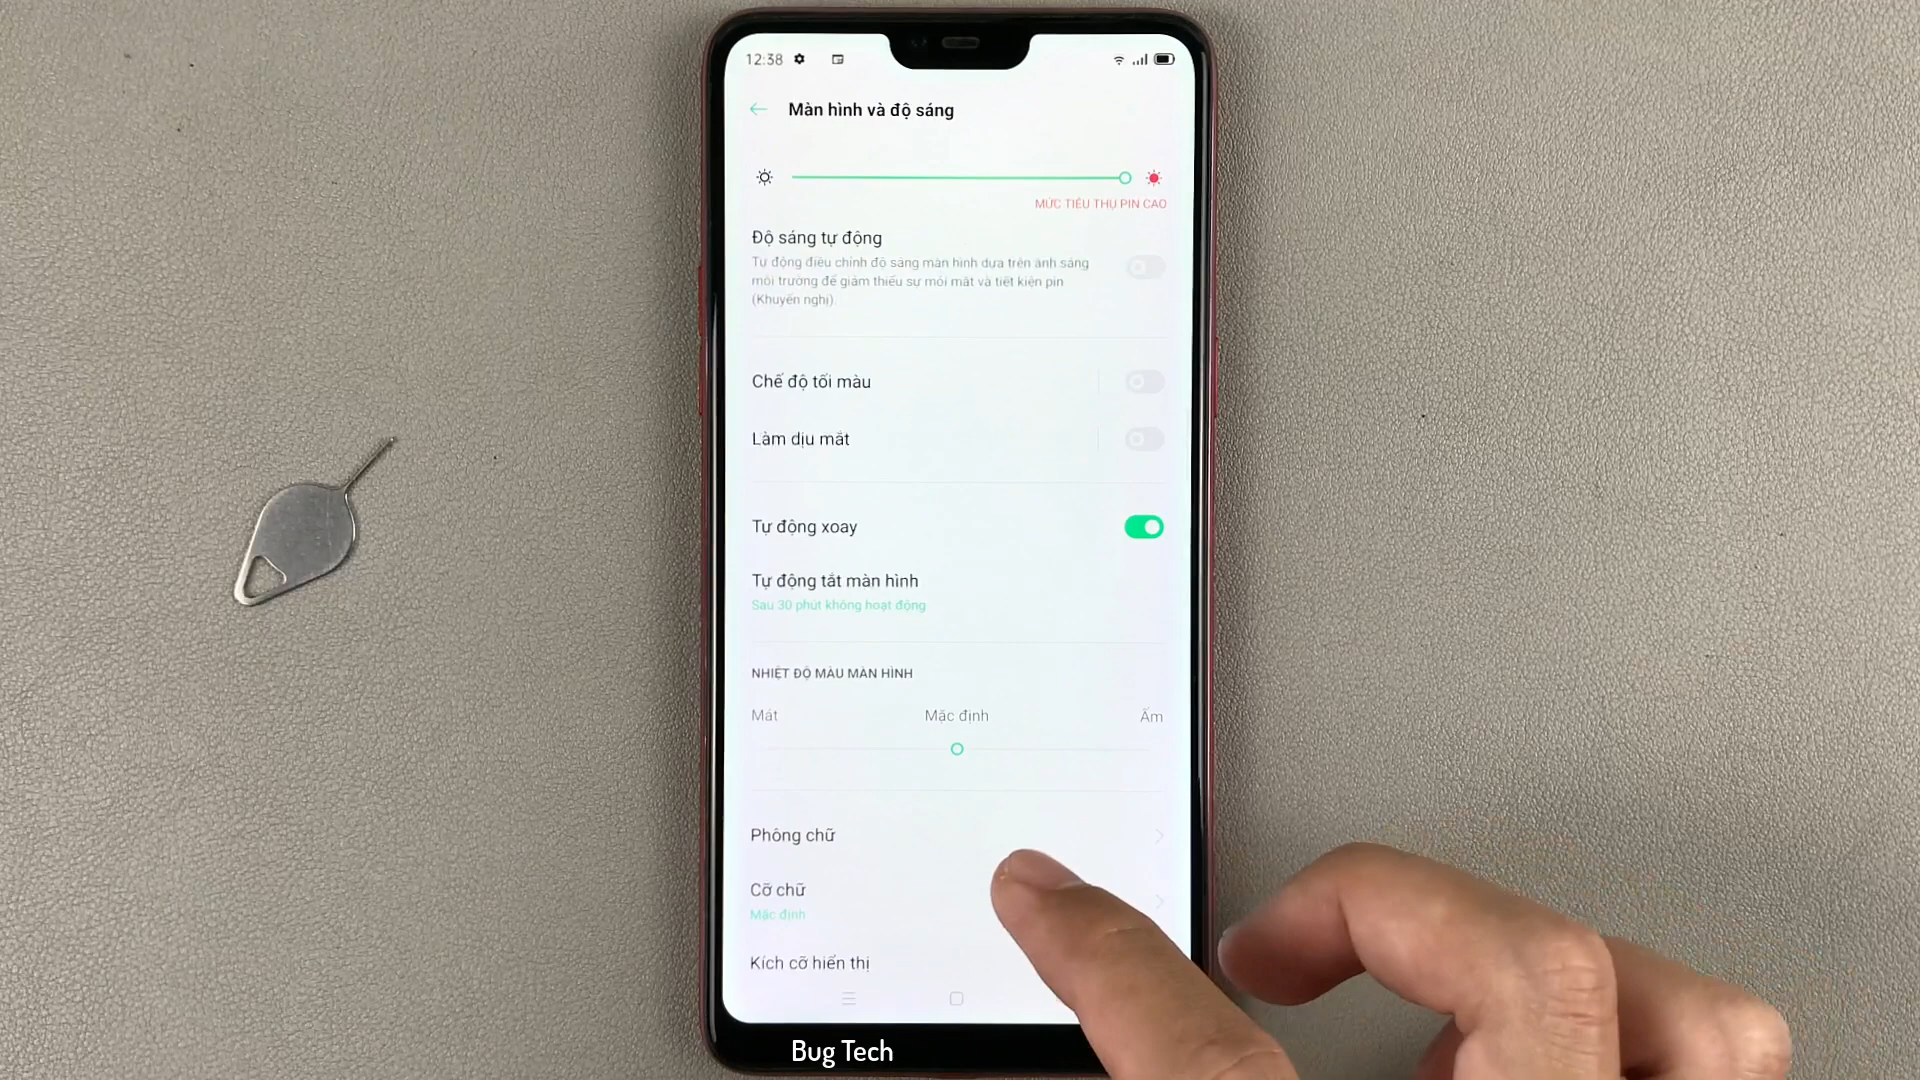 12:38
Màn hình và độ sáng
MỨC TIÊU THỤ PIN CAO
Độ sáng tự động
Tự động điều chỉnh độ sáng màn hình dựa trên ánh sáng
môi trường để giảm thiểu sự mỏi mắt và tiết kiện pin
(Khuyến nghị).
Chế độ tối màu
Làm dịu mắt
Tự động xoay
Tự động tắt màn hình
Sau 30 phút không hoạt động
NHIỆT ĐỘ MÀU MÀN HÌNH
Mát Mặc định Ấm
Phông chữ
Cỡ chữ
Mặc định
Kích cỡ hiển thị
Bug Tech